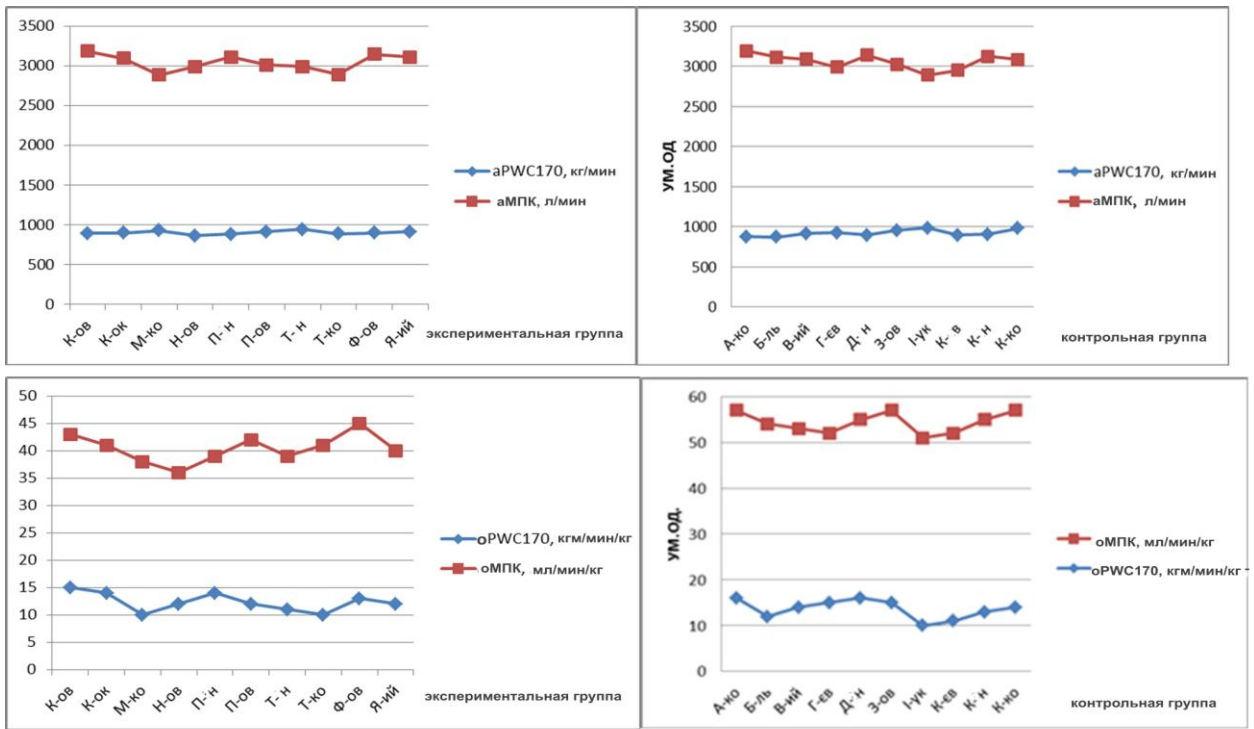 3500
3000
2500
2000
1500
1000
500
0
К-ов
К-ок
М-ко
Н-ов
П- н
П-ов
Т- н
Т-ко
Ф-ов
Я-ий
экспериментальная группа
aPWC170, кг/мин
аМПК, л/мин
УМ.ОД
3500
3000
2500
2000
1500
1000
500
0
А-ко
Б-ль
В-ий
Г-єв
Д- н
З-ов
І-ук
К- в
К- н
К-ко
контрольная группа
aPWC170, кг/мин
аМПК, л/мин
50
45
40
35
30
25
20
15
10
5
0
К-ов
К-ок
М-ко
Н-ов
П- н
П-ов
Т- н
Т-ко
Ф-ов
Я-ий
экспериментальная группа
оPWC170, кгм/мин/кг
оМПК, мл/мин/кг
УМ.ОД.
60
50
40
30
20
10
0
А-ко
Б-ль
В-ий
Г-єв
Д- н
З-ов
І-ук
К-єв
К- н
К-ко
контрольная группа
оМПК, мл/мин/кг
оPWC170, кгм/мин/кг -